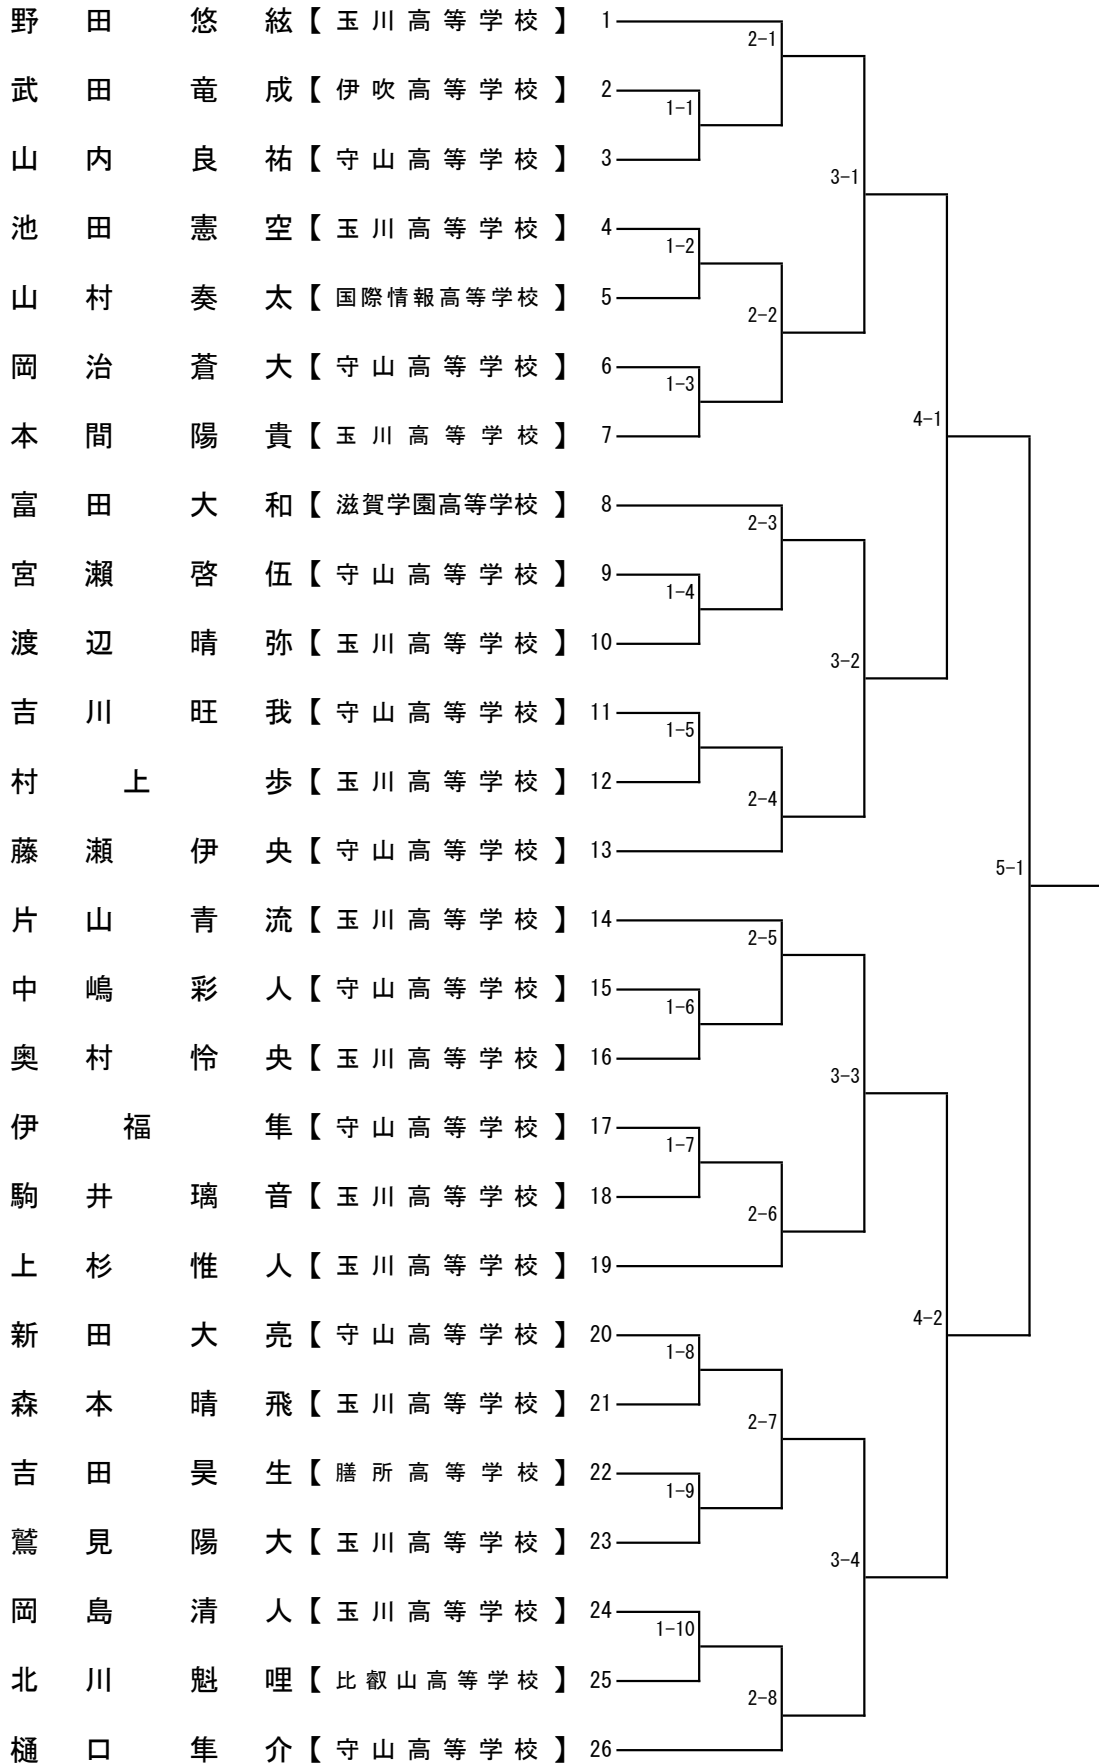 野田 悠絃【玉川高等学校】 1
2-1
武田 竜成【伊吹高等学校】 2
1-1
山内 良祐【守山高等学校】 3
3-1
池田 憲空【玉川高等学校】 4
1-2
山村 奏太【国際情報高等学校】 5
2-2
岡治 蒼大【守山高等学校】 6
1-3
4-1
本間 陽貴【玉川高等学校】 7
富田 大和【滋賀学園高等学校】 8
2-3
宮瀬 啓伍【守山高等学校】 9
1-4
渡辺 晴弥【玉川高等学校】 10
3-2
吉川 旺我【守山高等学校】 11
1-5
村上 歩【玉川高等学校】 12
2-4
藤瀬 伊央【守山高等学校】 13
5-1
片山 青流【玉川高等学校】 14
2-5
中嶋 彩人【守山高等学校】 15
1-6
奥村 怜央【玉川高等学校】 16
3-3
伊福 隼【守山高等学校】 17
1-7
駒井 璃音【玉川高等学校】 18
2-6
上杉 惟人【玉川高等学校】 19
4-2
新田 大亮【守山高等学校】 20
1-8
森本 晴飛【玉川高等学校】 21
2-7
吉田 昊生【膳所高等学校】 22
1-9
鷲見 陽大【玉川高等学校】 23
3-4
岡島 清人【玉川高等学校】 24
1-10
北川 魁哩【比叡山高等学校】 25
2-8
樋口 隼介【守山高等学校】 26